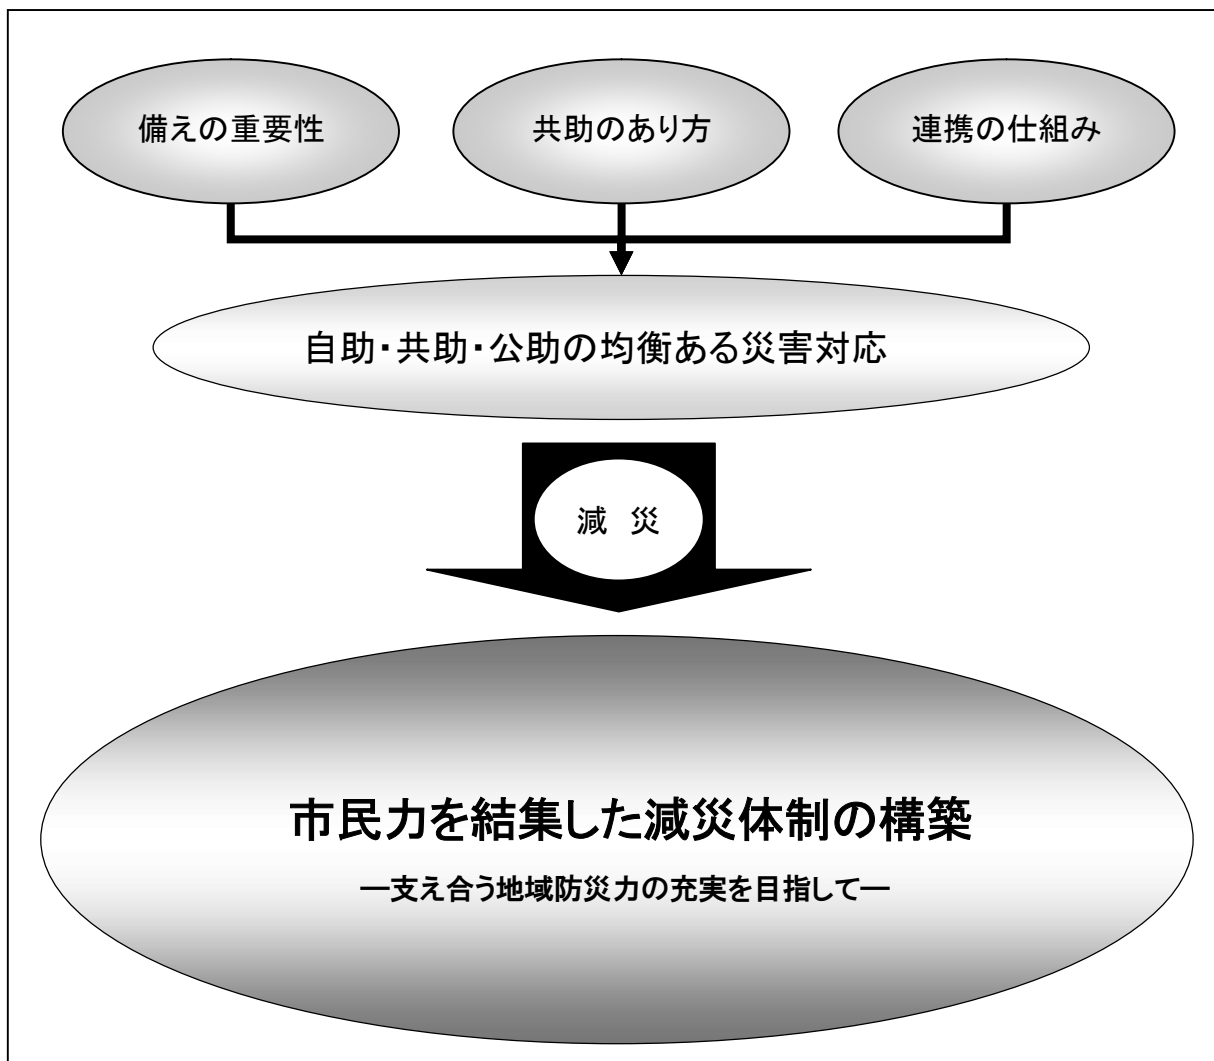 備えの重要性
共助のあり方
連携の仕組み
自助・共助・公助の均衡ある災害対応
減 災
市民力を結集した減災体制の構築
―支え合う地域防災力の充実を目指して―